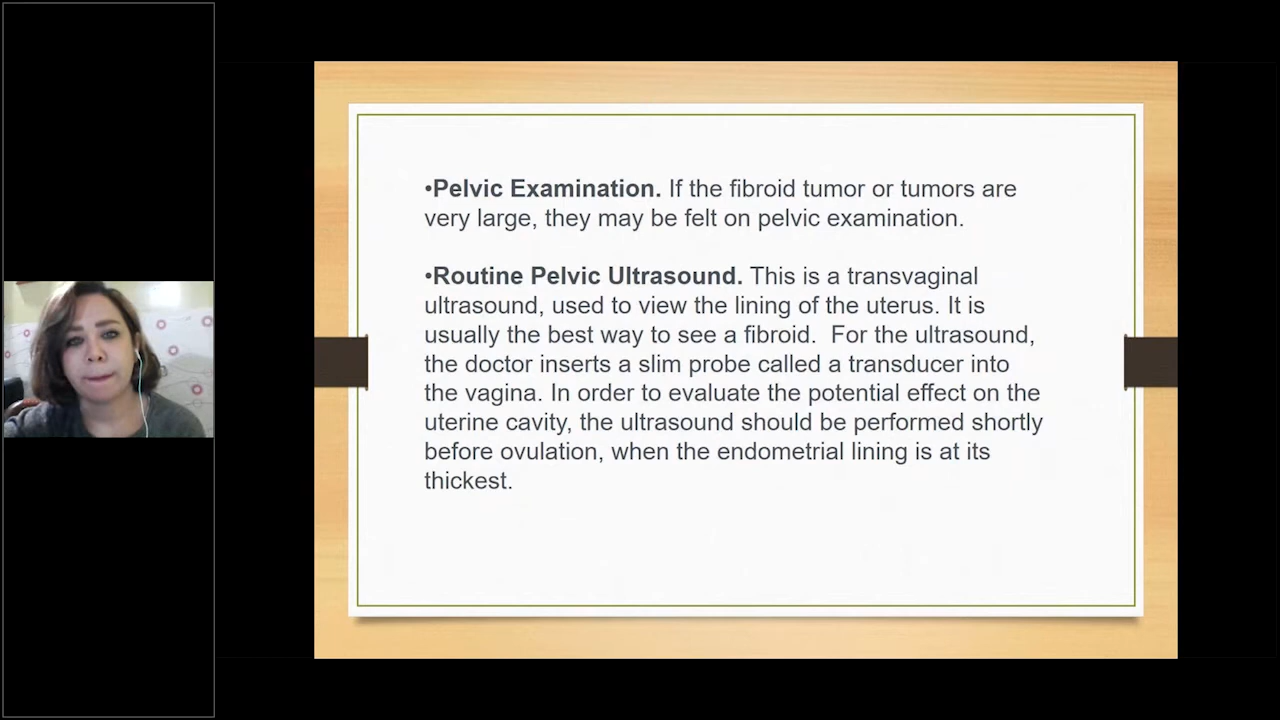 •Pelvic Examination. If the fibroid tumor or tumors are
very large, they may be felt on pelvic examination.
•Routine Pelvic Ultrasound. This is a transvaginal
ultrasound, used to view the lining of the uterus. It is
usually the best way to see a fibroid.  For the ultrasound,
the doctor inserts a slim probe called a transducer into
the vagina. In order to evaluate the potential effect on the
uterine cavity, the ultrasound should be performed shortly
before ovulation, when the endometrial lining is at its
thickest.